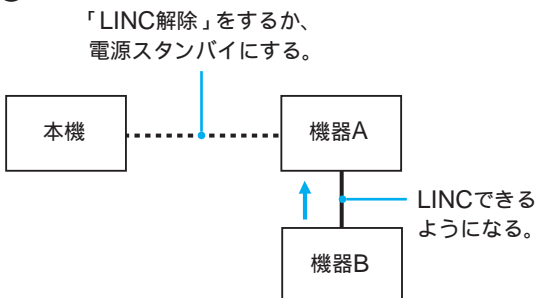 「LINC解除」をするか、
電源スタンバイにする。
本機
機器A
LINCできる
ようになる。
機器B